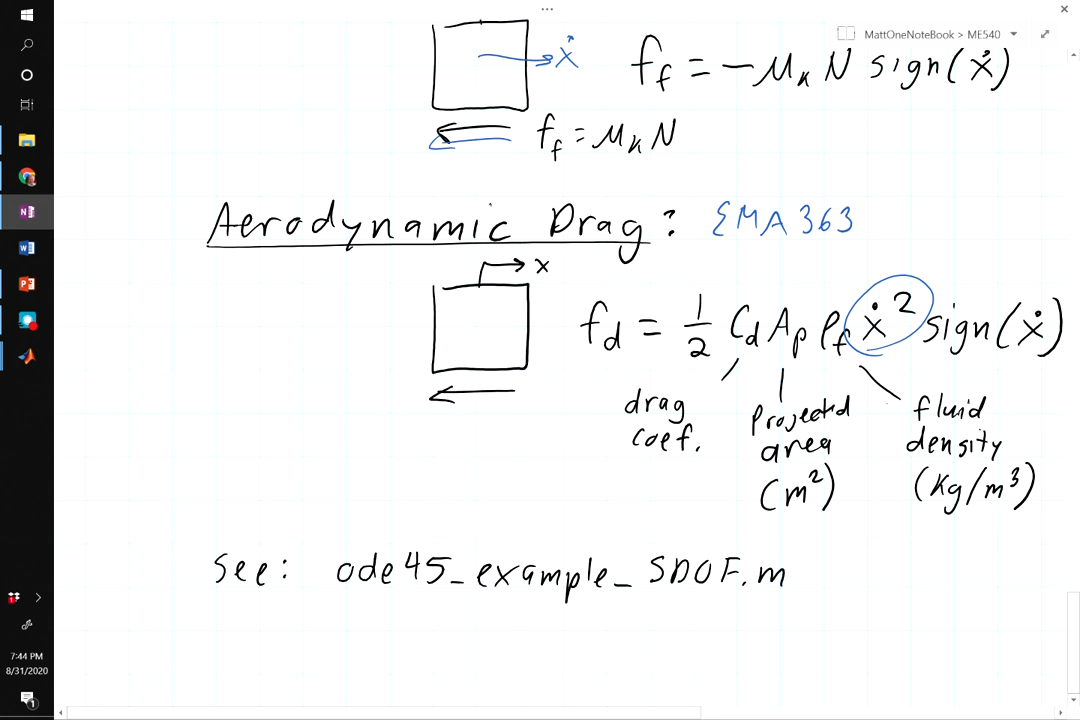 MattOneNoteBook > ME540
ẋ
f_f = -μ_k N sign(ẋ)
f_f = μ_k N
Aerodynamic Drag: EMA 363
x
f_d = 1/2 C_d A_p ρ_f ẋ² sign(ẋ)
drag coef.
projected area (m²)
fluid density (kg/m³)
See: ode45_example_SDOF.m
7:44 PM
8/31/2020